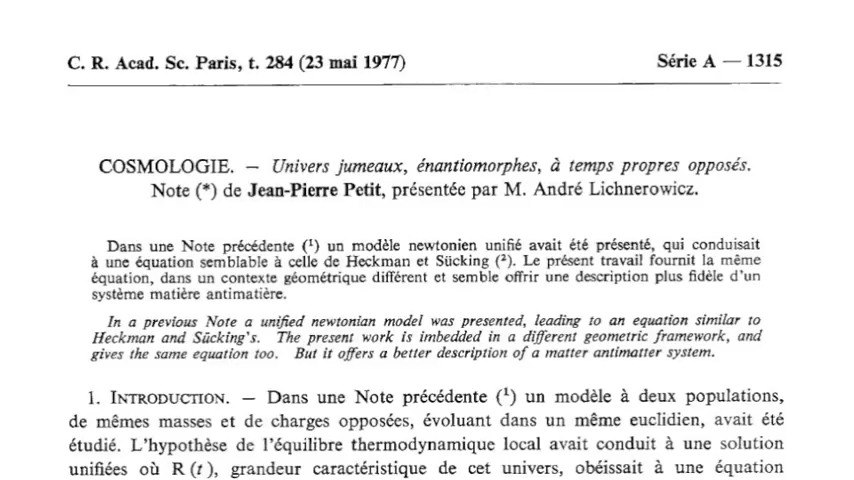 C. R. Acad. Sc. Paris, t. 284 (23 mai 1977) Série A — 1315
COSMOLOGIE. — Univers jumeaux, énantiomorphes, à temps propres opposés.
Note (*) de Jean-Pierre Petit, présentée par M. André Lichnerowicz.
Dans une Note précédente (¹) un modèle newtonien unifié avait été présenté, qui conduisait
à une équation semblable à celle de Heckman et Sücking (²). Le présent travail fournit la même
équation, dans un contexte géométrique différent et semble offrir une description plus fidèle d'un
système matière antimatière.
In a previous Note a unified newtonian model was presented, leading to an equation similar to
Heckman and Sücking's. The present work is imbedded in a different geometric framework, and
gives the same equation too. But it offers a better description of a matter antimatter system.
1. INTRODUCTION. — Dans une Note précédente (¹) un modèle à deux populations,
de mêmes masses et de charges opposées, évoluant dans un même euclidien, avait été
étudié. L'hypothèse de l'équilibre thermodynamique local avait conduit à une solution
unifiées où R (t), grandeur caractéristique de cet univers, obéissait à une équation